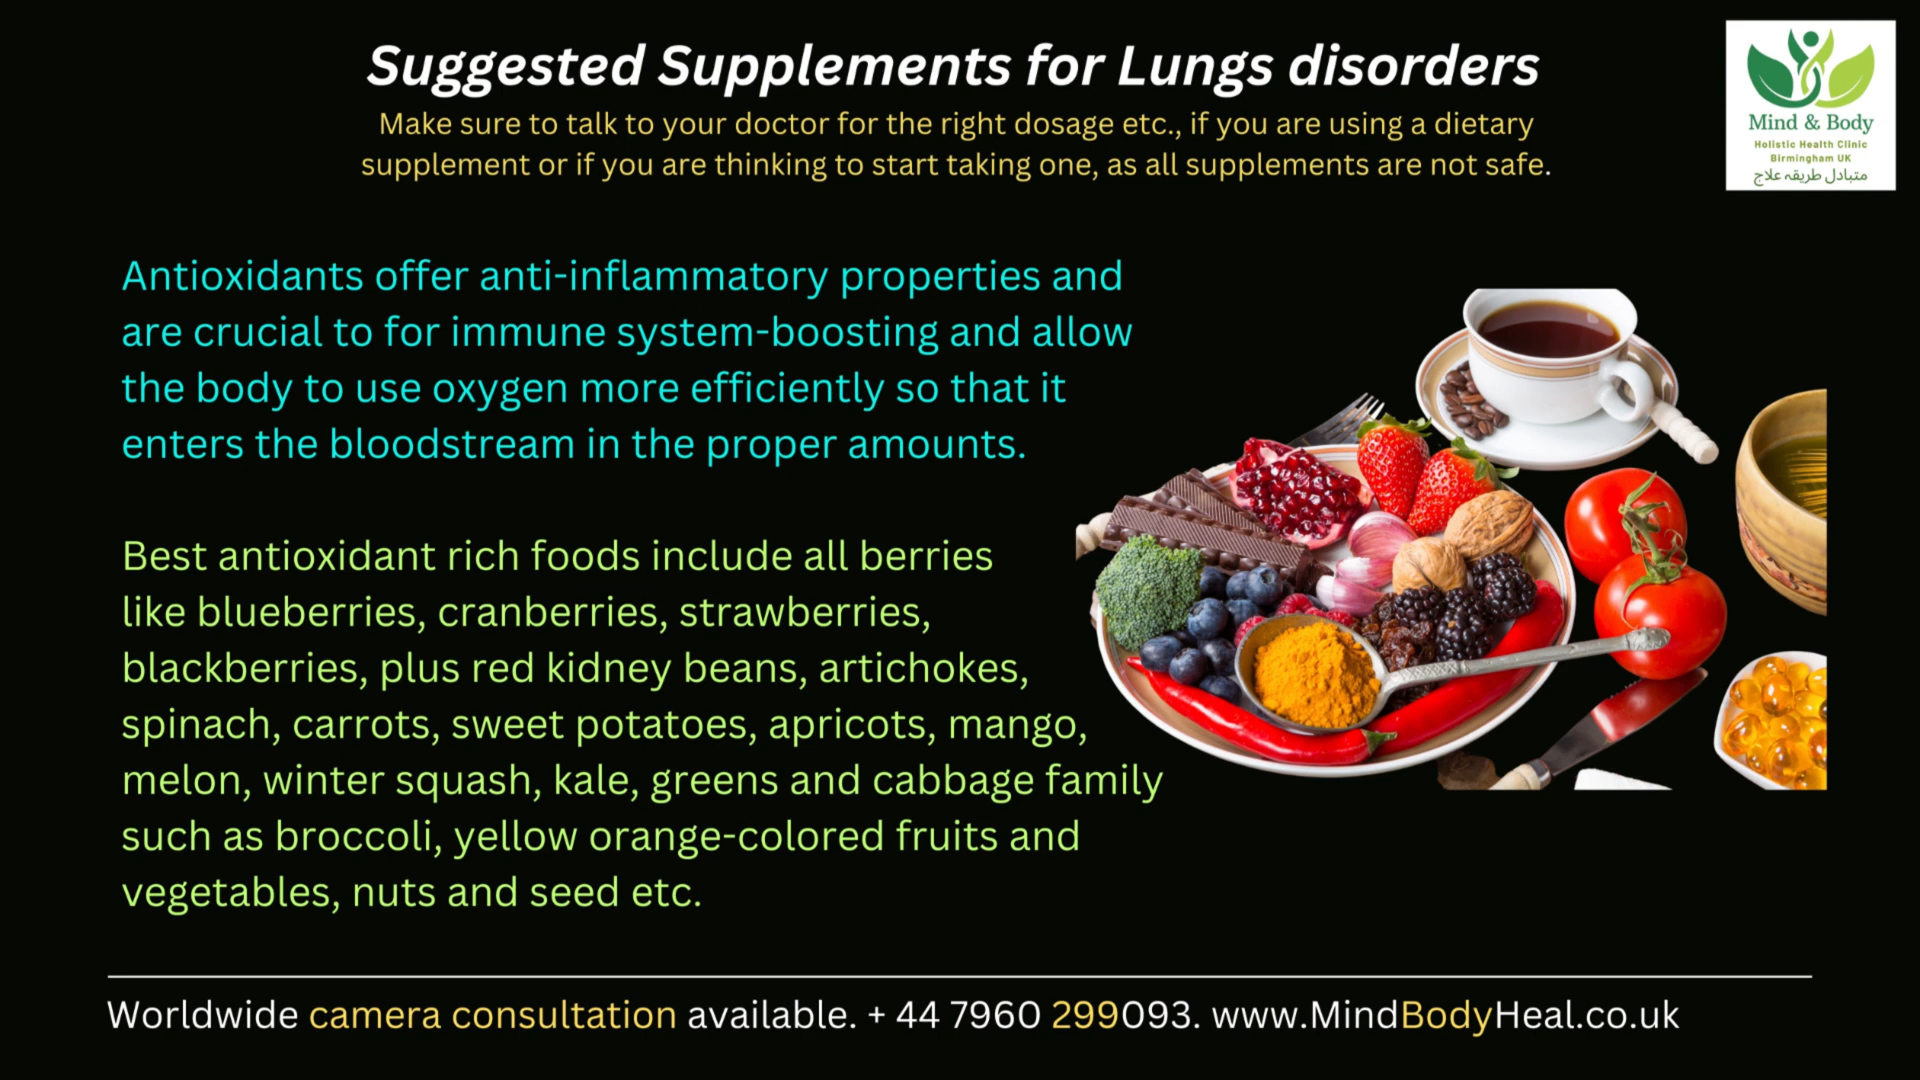 Suggested Supplements for Lungs disorders
Make sure to talk to your doctor for the right dosage etc., if you are using a dietary
supplement or if you are thinking to start taking one, as all supplements are not safe.
Mind & Body
Holistic Health Clinic
Birmingham UK
متبادل طریقہ علاج
Antioxidants offer anti-inflammatory properties and
are crucial to for immune system-boosting and allow
the body to use oxygen more efficiently so that it
enters the bloodstream in the proper amounts.
Best antioxidant rich foods include all berries
like blueberries, cranberries, strawberries,
blackberries, plus red kidney beans, artichokes,
spinach, carrots, sweet potatoes, apricots, mango,
melon, winter squash, kale, greens and cabbage family
such as broccoli, yellow orange-colored fruits and
vegetables, nuts and seed etc.
Worldwide camera consultation available. + 44 7960 299093. www.MindBodyHeal.co.uk